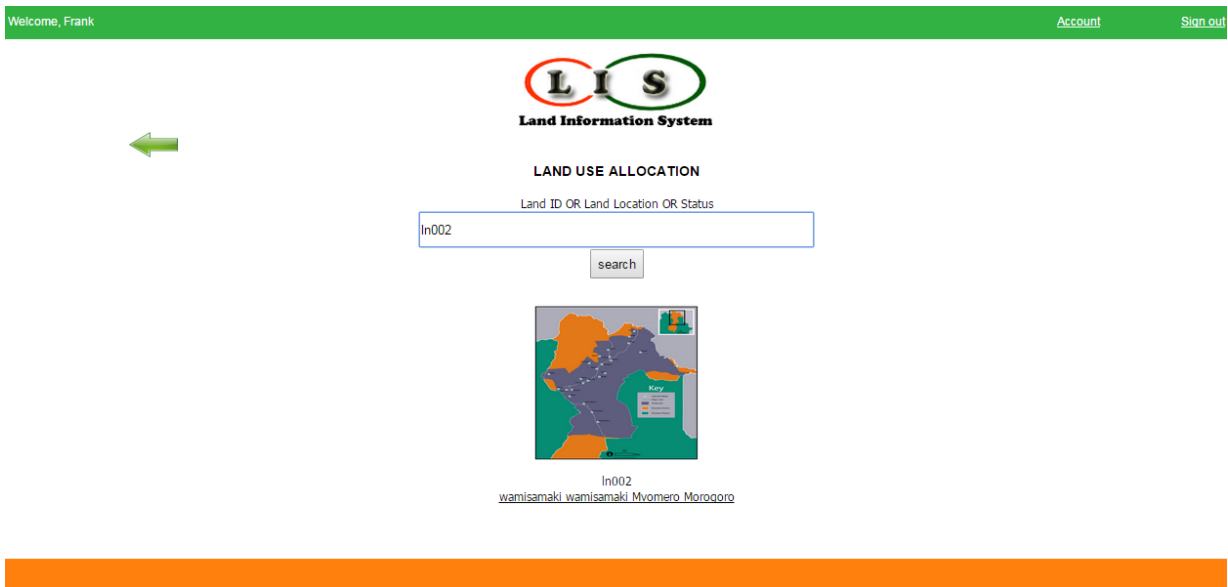 Welcome, Frank
Account
Sign out
L I S
Land Information System
LAND USE ALLOCATION
Land ID OR Land Location OR Status
ln002
search
Key
ln002
wamisamaki wamisamaki Mvomero Morogoro